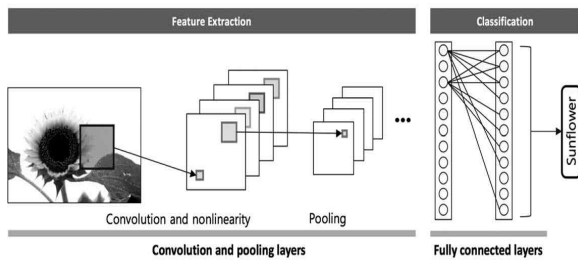 Feature Extraction
Classification
Sunflower
Convolution and nonlinearity
Pooling
Convolution and pooling layers
Fully connected layers